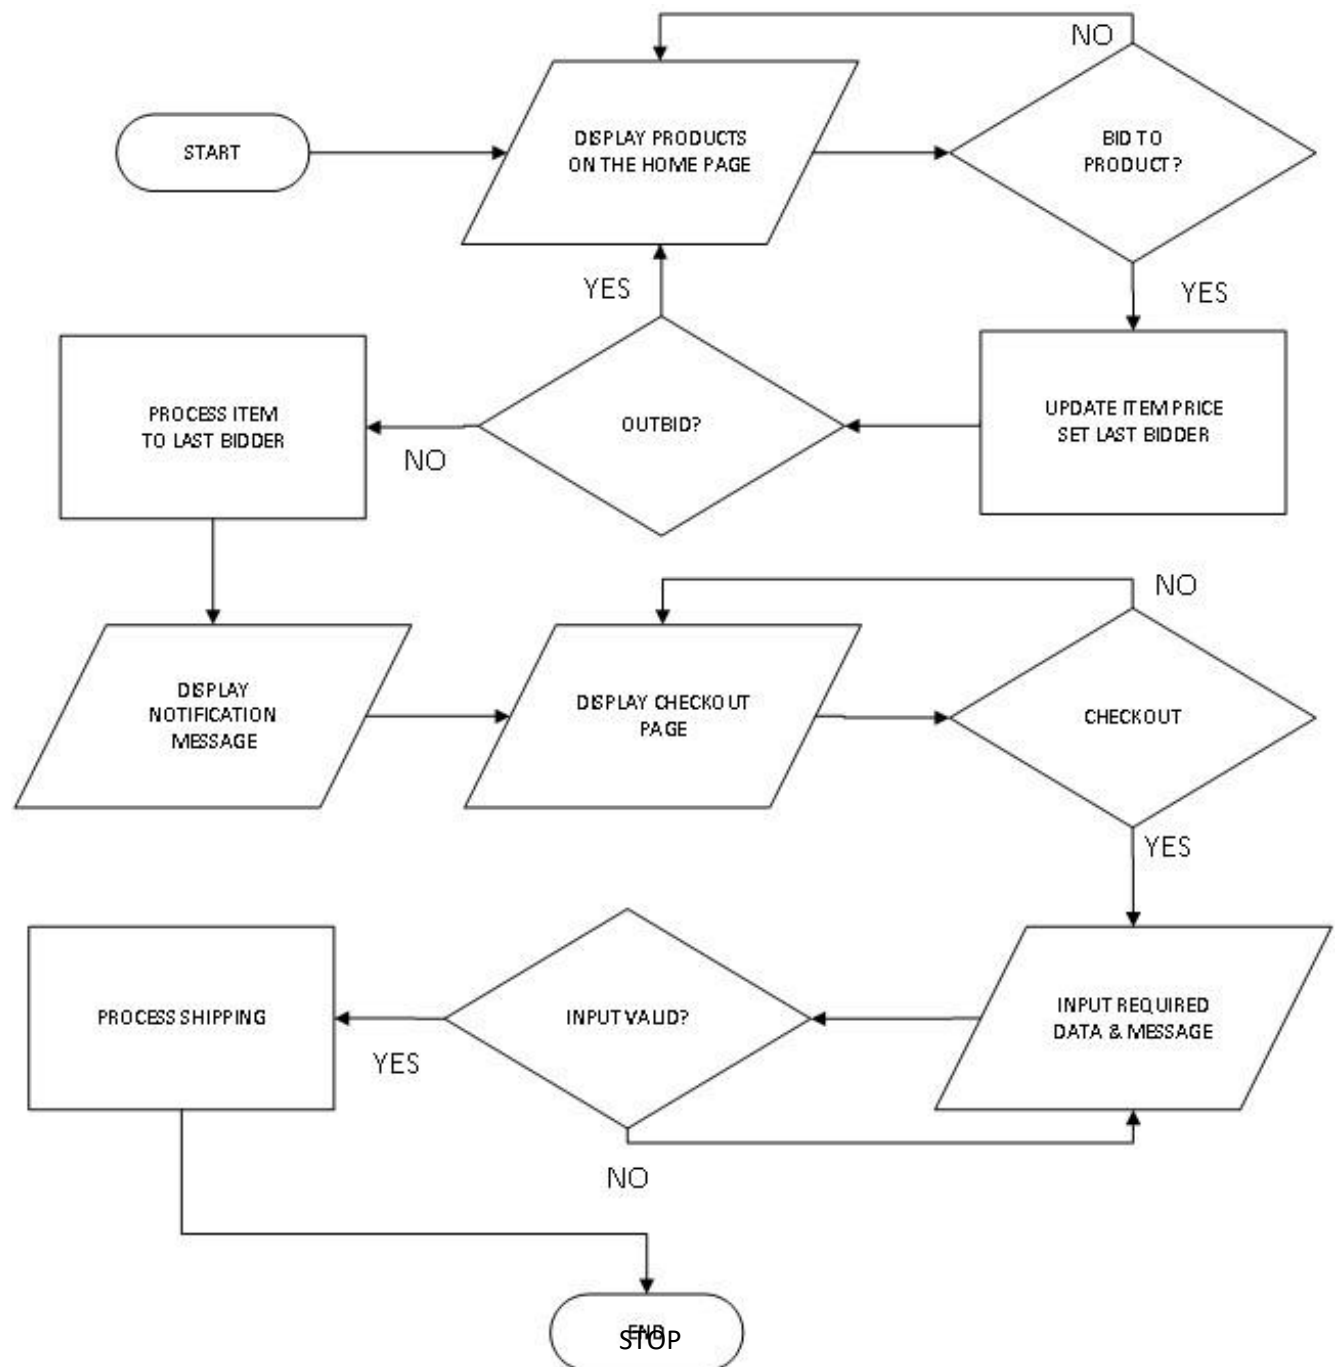 NO
START
DISPLAY PRODUCTS
ON THE HOME PAGE
BID TO
PRODUCT?
YES
YES
PROCESS ITEM
TO LAST BIDDER
NO
OUTBID?
UPDATE ITEM PRICE
SET LAST BIDDER
NO
DISPLAY
NOTIFICATION
MESSAGE
DISPLAY CHECKOUT
PAGE
CHECKOUT
YES
PROCESS SHIPPING
YES
INPUT VALID?
INPUT REQUIRED
DATA & MESSAGE
NO
END
STOP